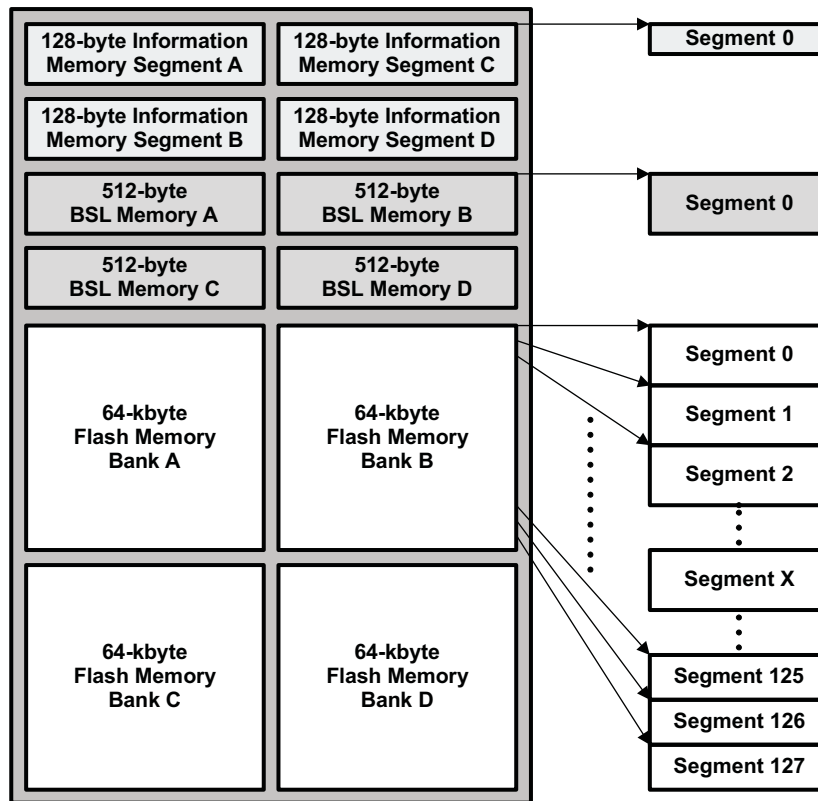 128-byte Information
Memory Segment A
128-byte Information
Memory Segment C
Segment 0
128-byte Information
Memory Segment B
128-byte Information
Memory Segment D
512-byte
BSL Memory A
512-byte
BSL Memory B
Segment 0
512-byte
BSL Memory C
512-byte
BSL Memory D
64-kbyte
Flash Memory
Bank A
64-kbyte
Flash Memory
Bank B
Segment 0
Segment 1
Segment 2
Segment X
64-kbyte
Flash Memory
Bank C
64-kbyte
Flash Memory
Bank D
Segment 125
Segment 126
Segment 127